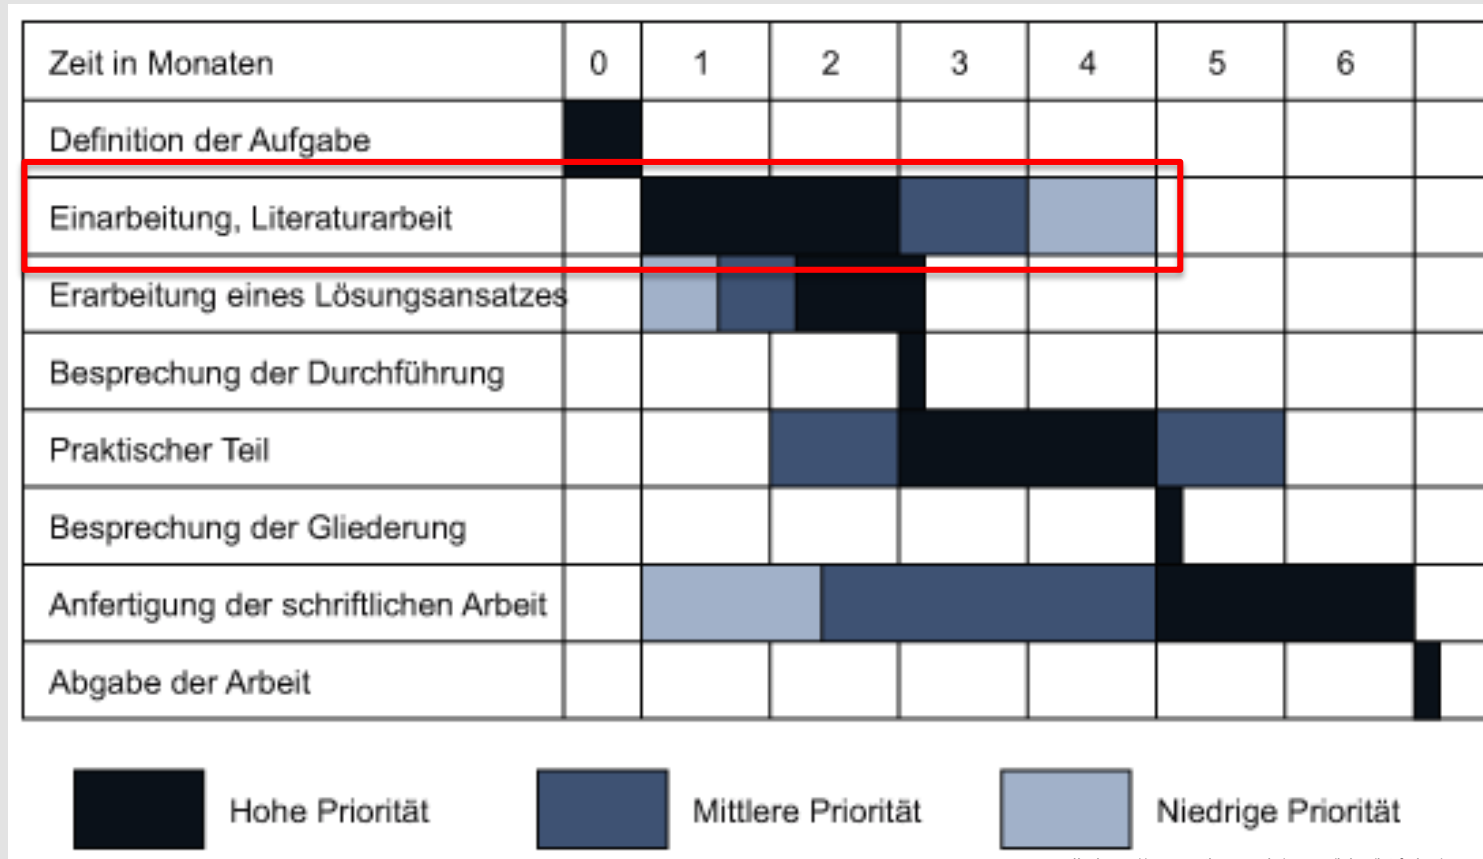 Zeit in Monaten 0 1 2 3 4 5 6
Definition der Aufgabe
Einarbeitung, Literaturarbeit
Erarbeitung eines Lösungsansatzes
Besprechung der Durchführung
Praktischer Teil
Besprechung der Gliederung
Anfertigung der schriftlichen Arbeit
Abgabe der Arbeit
Hohe Priorität Mittlere Priorität Niedrige Priorität